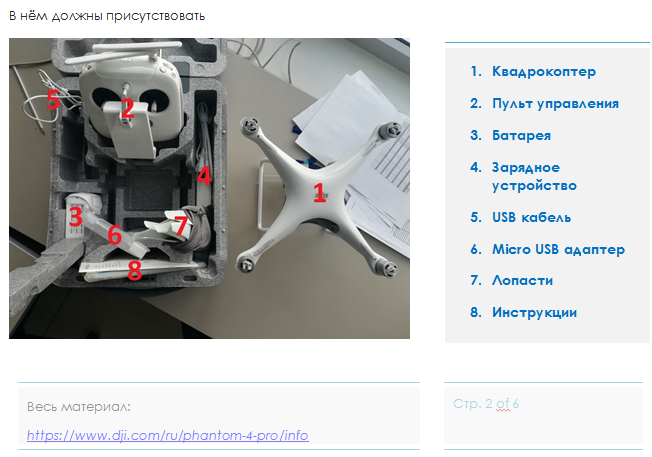 В нём должны присутствовать
5
2
4
1
3
7
6
8
1. Квадрокоптер
2. Пульт управления
3. Батарея
4. Зарядное
устройство
5. USB кабель
6. Micro USB адаптер
7. Лопасти
8. Инструкции
Весь материал:
https://www.dji.com/ru/phantom-4-pro/info
Стр. 2 of 6